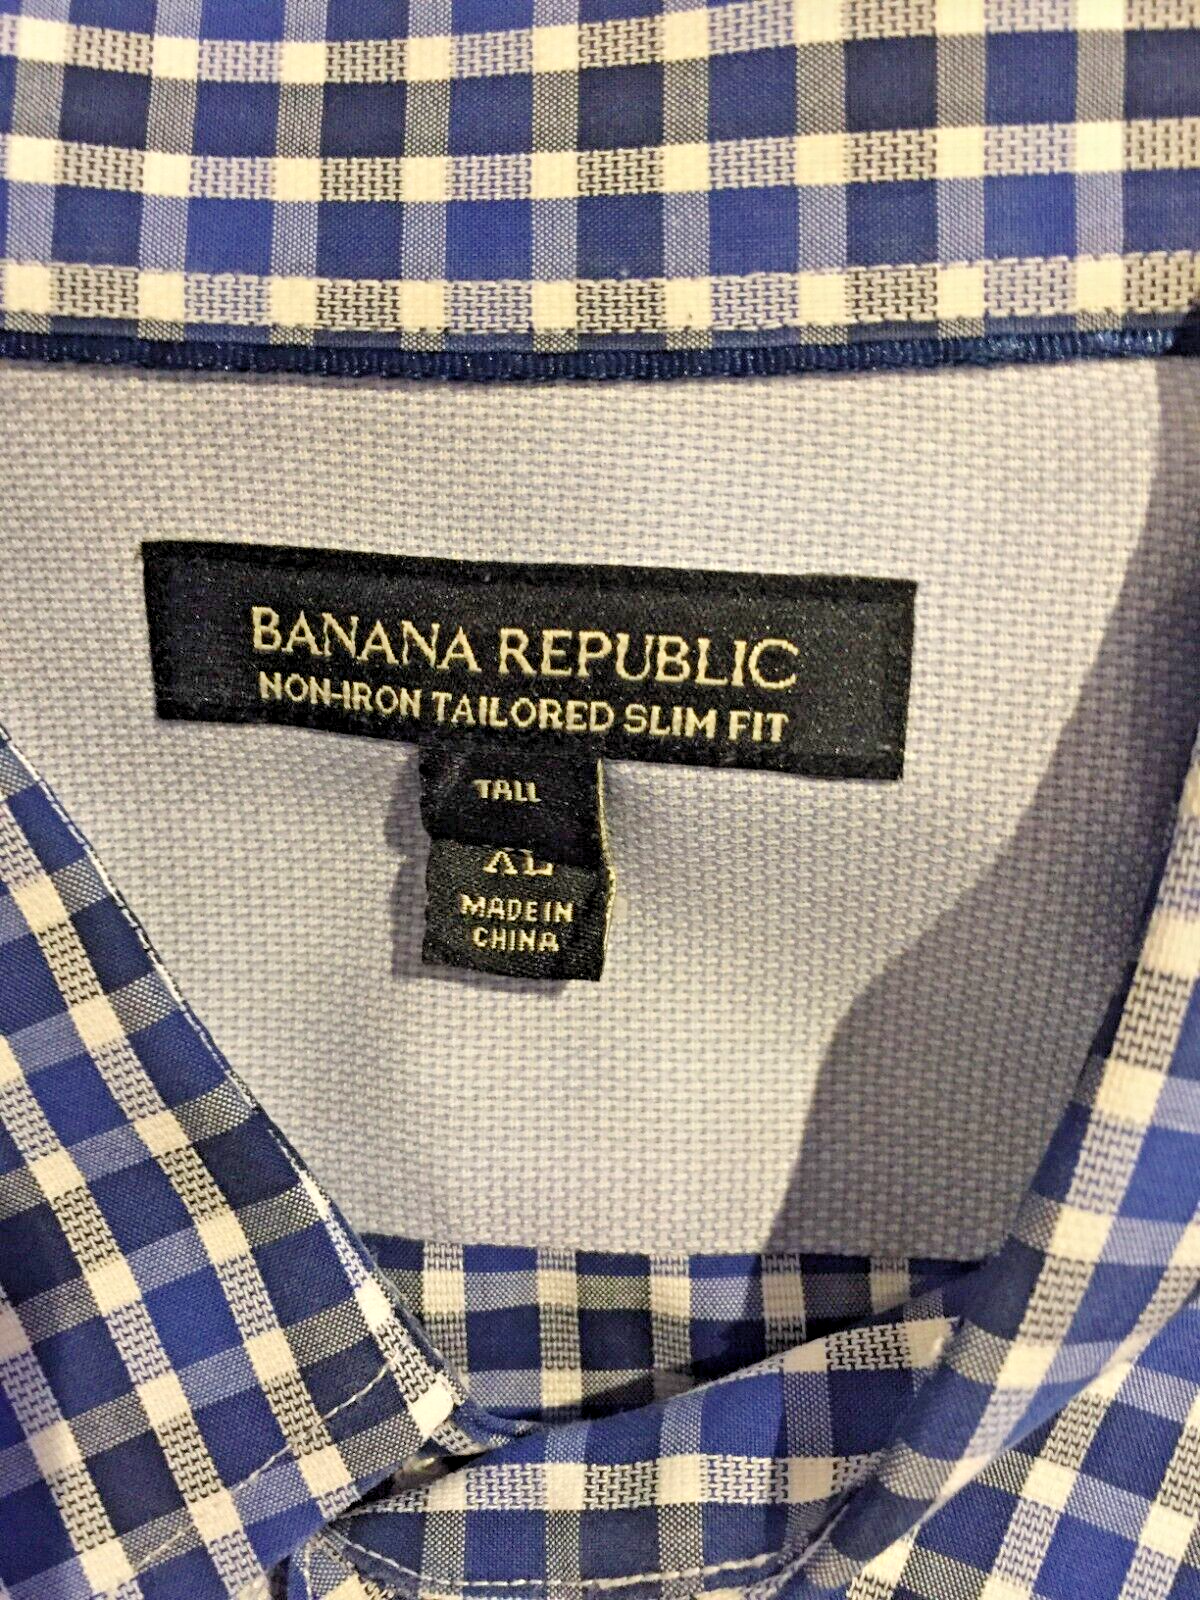 BANANA REPUBLIC
NON-IRON TAILORED SLIM FIT
TALL
XL
MADE IN
CHINA